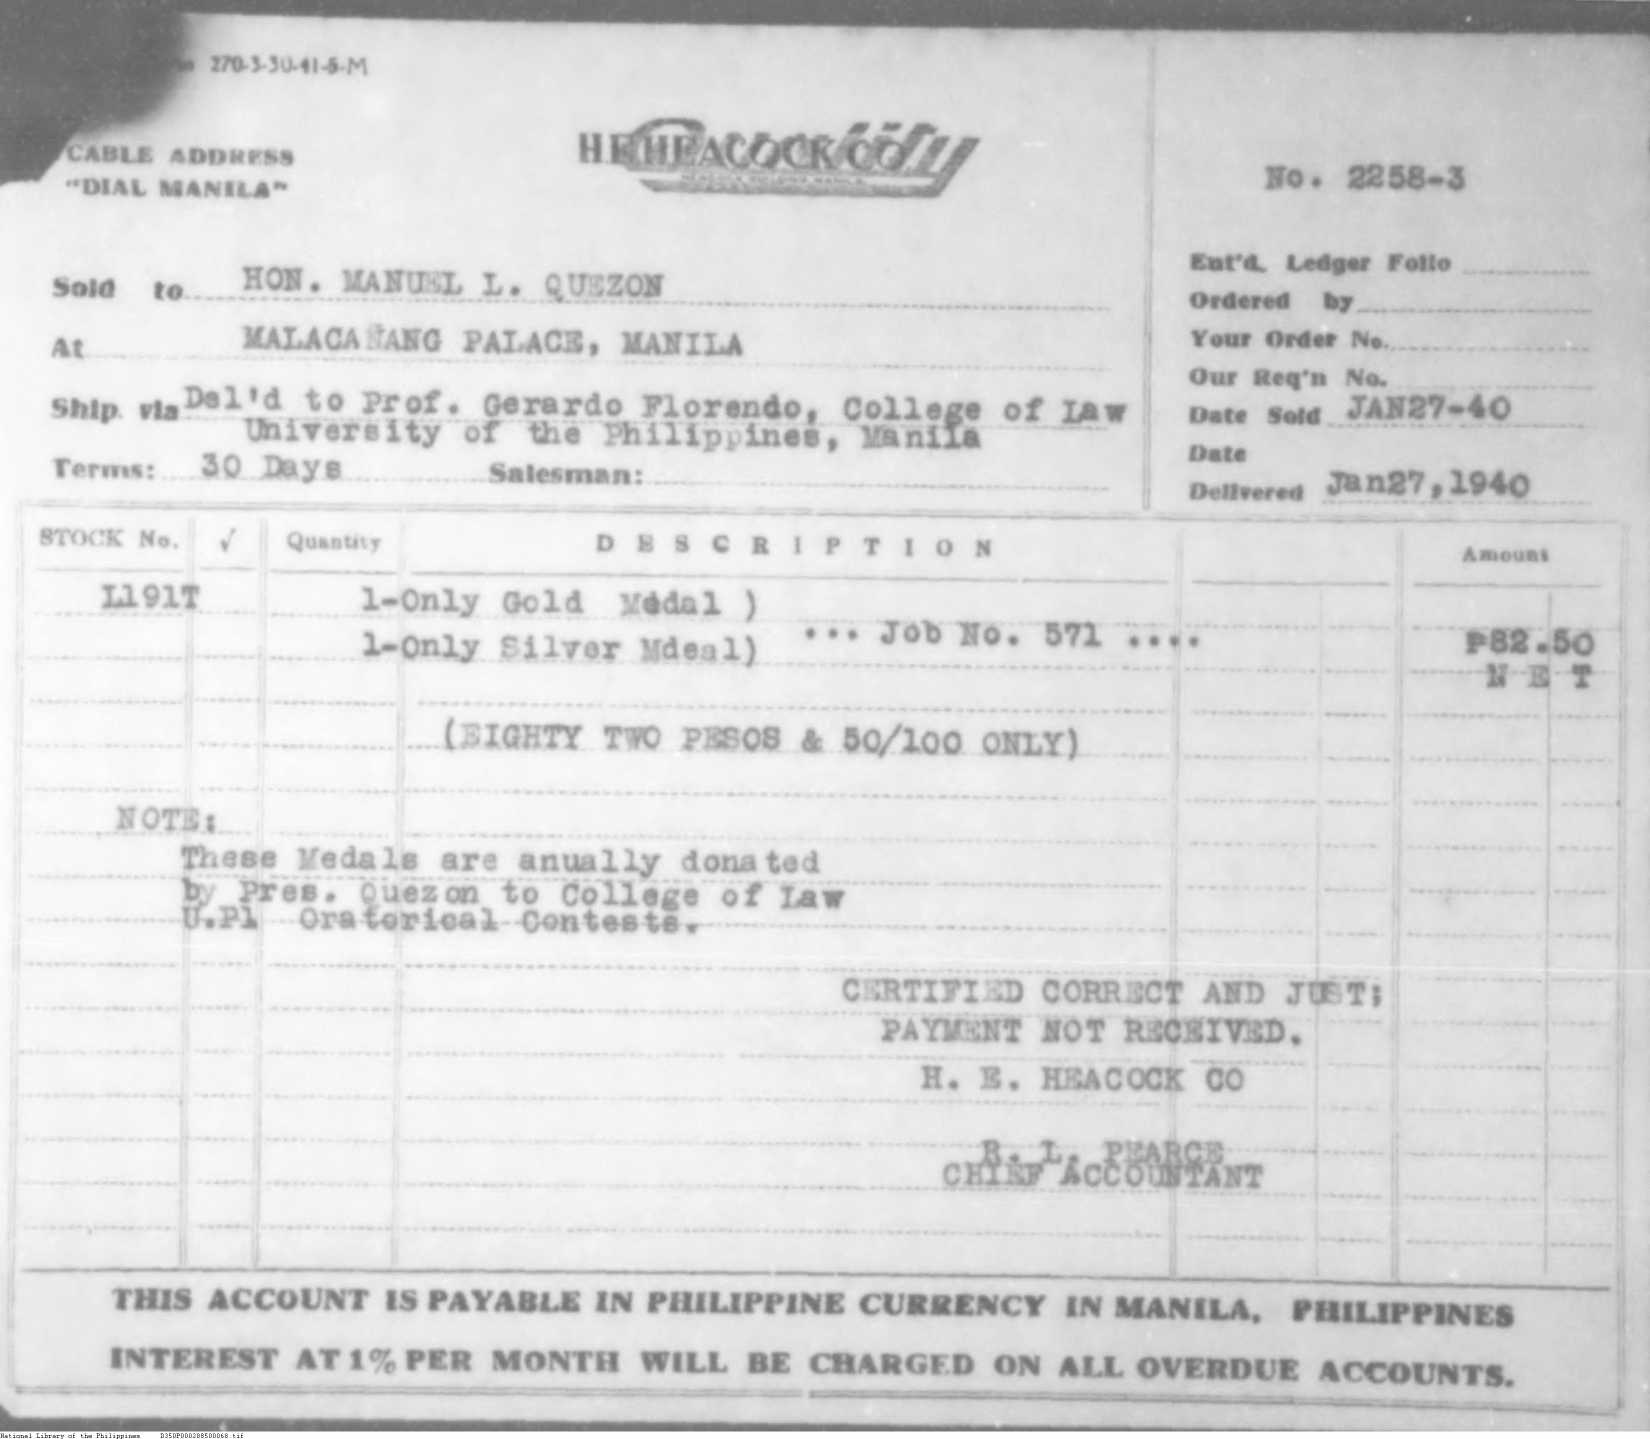 270-3-30-41-5-M
CABLE ADDRESS
"DIAL MANILA"
H.E. HEACOCK CO.
No. 2258-3
Sold to HON. MANUEL L. QUEZON
At MALACAÑANG PALACE, MANILA
Ship. via Del'd to Prof. Gerardo Florendo, College of Law
University of the Philippines, Manila
Terms: 30 Days Salesman:
Ent'd. Ledger Folio
Ordered by
Your Order No.
Our Req'n No.
Date Sold JAN27-40
Date
Delivered Jan27,1940
STOCK No. √ Quantity DESCRIPTION Amount
L191T 1-Only Gold Medal )
... Job No. 571 ....
1-Only Silver Mdeal) ₱82.50
N E T
(EIGHTY TWO PESOS & 50/100 ONLY)
NOTE:
These Medals are anually donated
by Pres. Quezon to College of Law
U.Pl Oratorical Contests.
CERTIFIED CORRECT AND JUST;
PAYMENT NOT RECEIVED.
H. E. HEACOCK CO
R. L. PEARCE
CHIEF ACCOUNTANT
THIS ACCOUNT IS PAYABLE IN PHILIPPINE CURRENCY IN MANILA, PHILIPPINES
INTEREST AT 1% PER MONTH WILL BE CHARGED ON ALL OVERDUE ACCOUNTS.
National Library of the Philippines D350P000208500068.tif